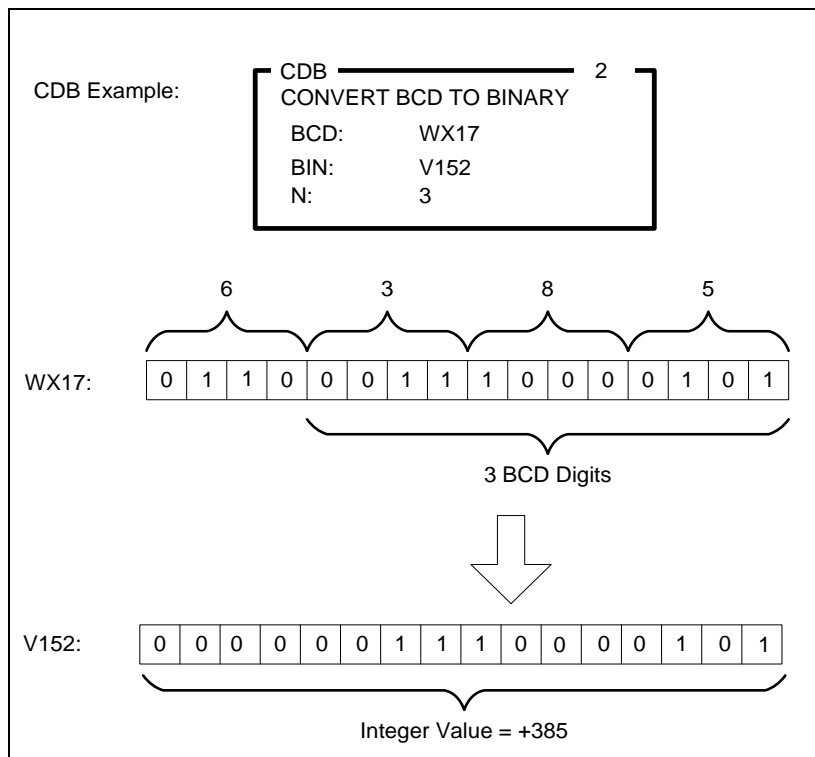 CDB Example:
CDB 2
CONVERT BCD TO BINARY
BCD: WX17
BIN: V152
N: 3
6 3 8 5
WX17: 0 1 1 0 0 0 1 1 1 0 0 0 0 1 0 1
3 BCD Digits
V152: 0 0 0 0 0 0 1 1 1 0 0 0 0 1 0 1
Integer Value = +385